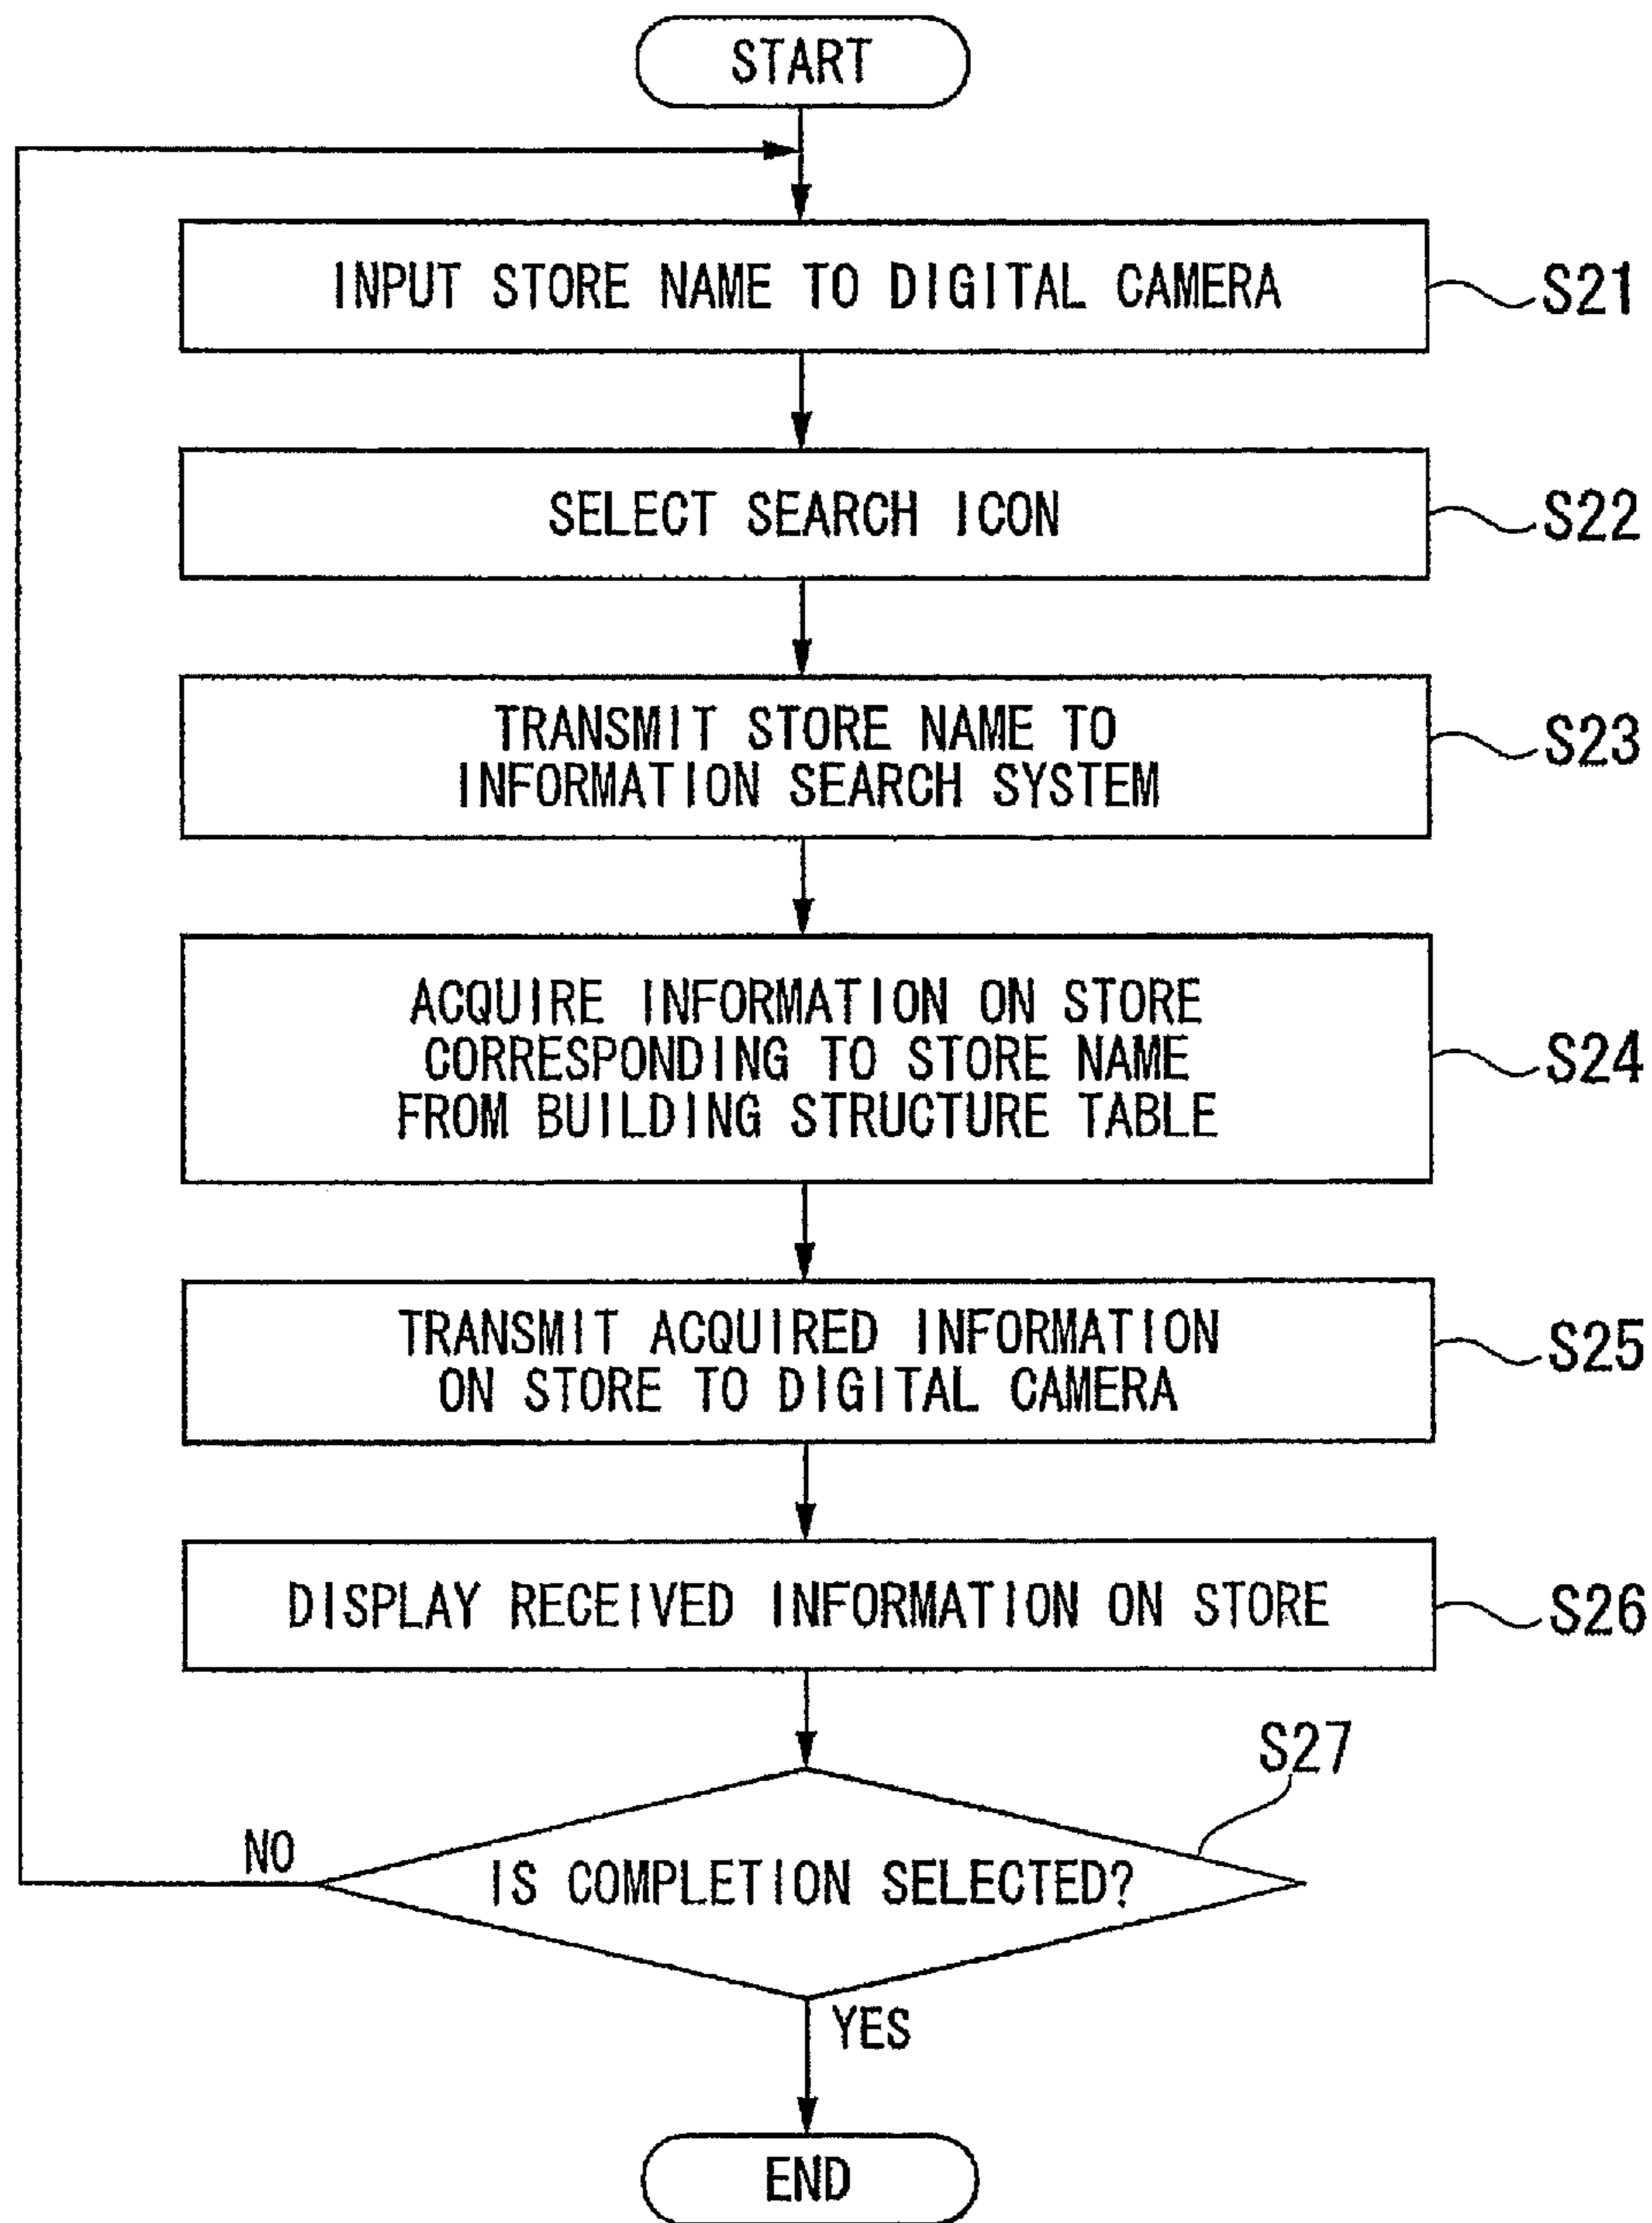 START
INPUT STORE NAME TO DIGITAL CAMERA
S21
SELECT SEARCH ICON
S22
TRANSMIT STORE NAME TO
INFORMATION SEARCH SYSTEM
S23
ACQUIRE INFORMATION ON STORE
CORRESPONDING TO STORE NAME
FROM BUILDING STRUCTURE TABLE
S24
TRANSMIT ACQUIRED INFORMATION
ON STORE TO DIGITAL CAMERA
S25
DISPLAY RECEIVED INFORMATION ON STORE
S26
S27
NO
IS COMPLETION SELECTED?
YES
END